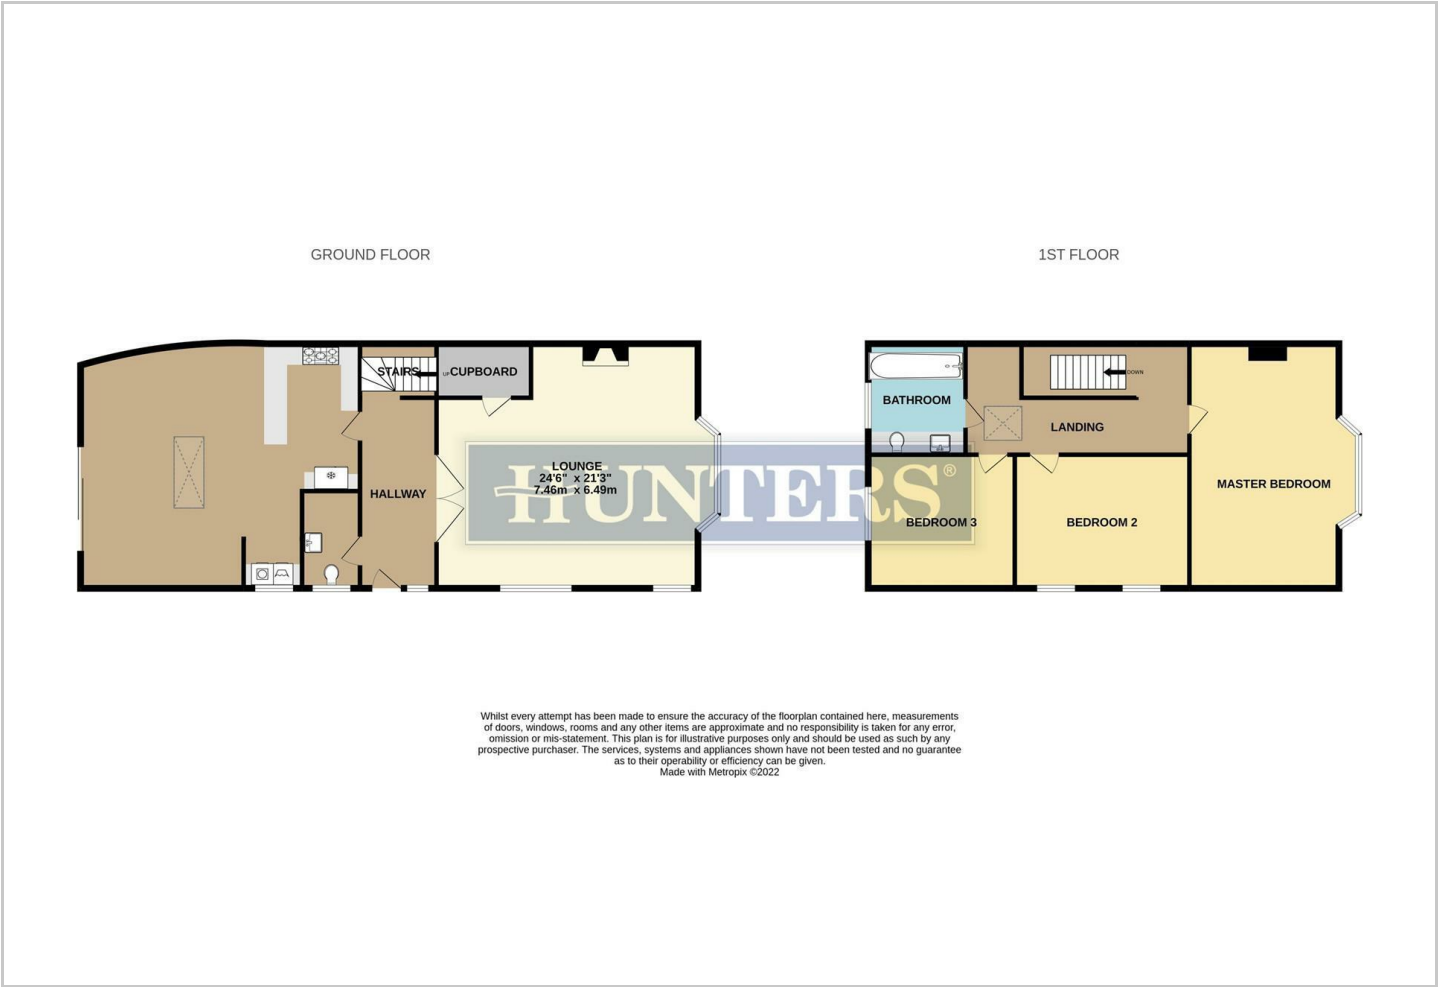 GROUND FLOOR
1ST FLOOR
STAIRS
UP
CUPBOARD
DOWN
BATHROOM
LANDING
LOUNGE
24'6" x 21'3"
7.46m x 6.49m
HUNTERS®
HALLWAY
MASTER BEDROOM
BEDROOM 3
BEDROOM 2
Whilst every attempt has been made to ensure the accuracy of the floorplan contained here, measurements
of doors, windows, rooms and any other items are approximate and no responsibility is taken for any error,
omission or mis-statement. This plan is for illustrative purposes only and should be used as such by any
prospective purchaser. The services, systems and appliances shown have not been tested and no guarantee
as to their operability or efficiency can be given.
Made with Metropix ©2022